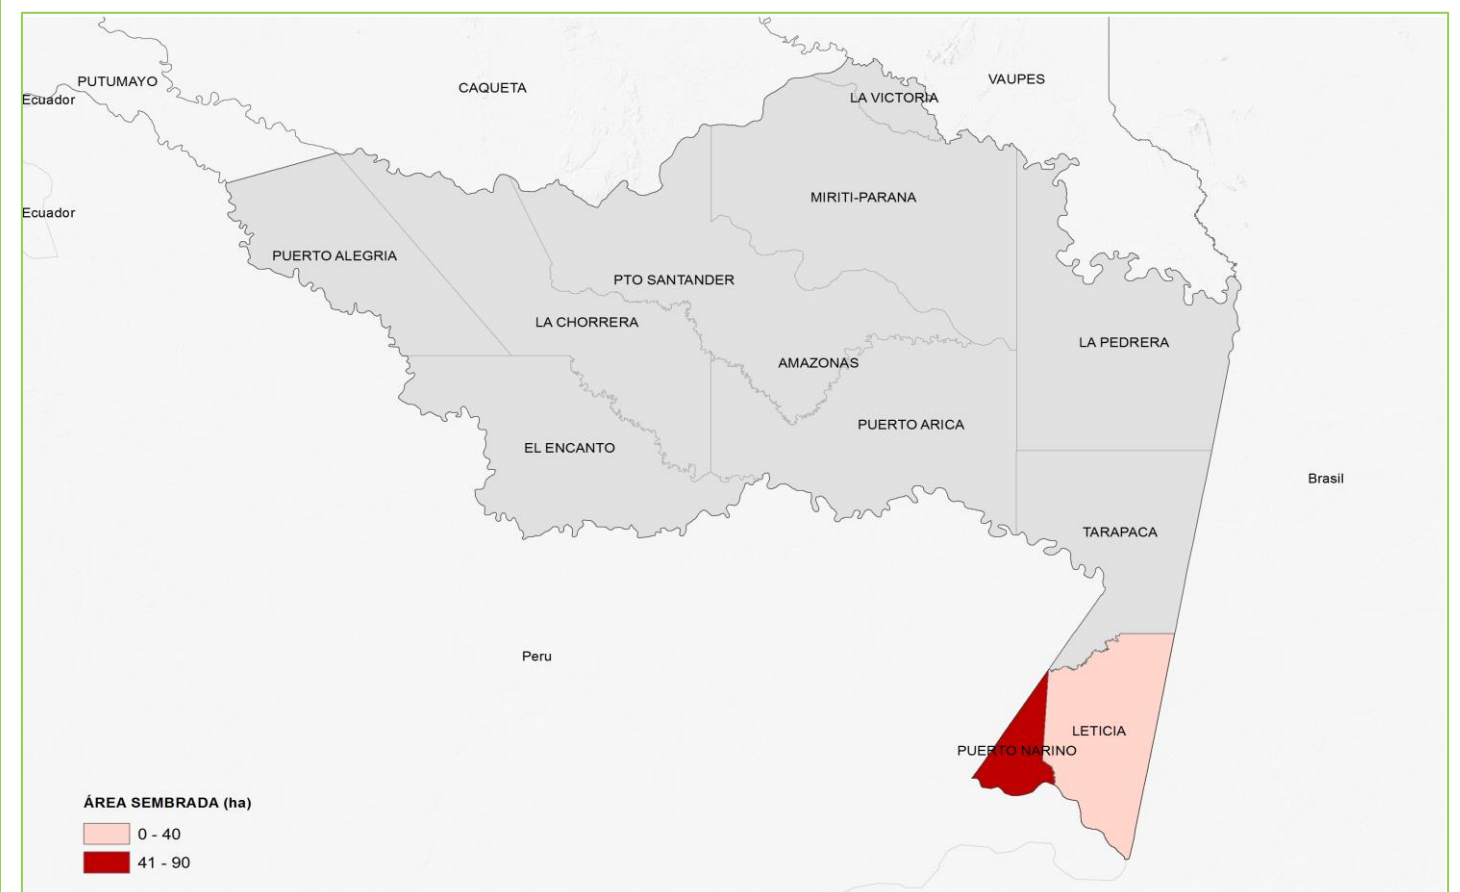 PUTUMAYO
CAQUETA
VAUPES
Ecuador
LA VICTORIA
MIRITI-PARANA
Ecuador
PUERTO ALEGRIA
PTO SANTANDER
LA CHORRERA
LA PEDRERA
AMAZONAS
PUERTO ARICA
EL ENCANTO
Brasil
TARAPACA
Peru
LETICIA
PUERTO NARINO
ÁREA SEMBRADA (ha)
0 - 40
41 - 90